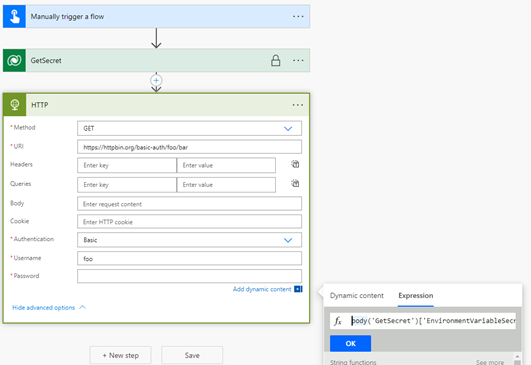 Manually trigger a flow
GetSecret
HTTP
* Method
GET
* URI
https://httpbin.org/basic-auth/foo/bar
Headers
Enter key
Enter value
Queries
Enter key
Enter value
Body
Enter request content
Cookie
Enter HTTP cookie
* Authentication
Basic
* Username
foo
* Password
Add dynamic content
Hide advanced options
Dynamic content
Expression
fx
body('GetSecret')['EnvironmentVariableSecr
OK
String functions
See more
+ New step
Save